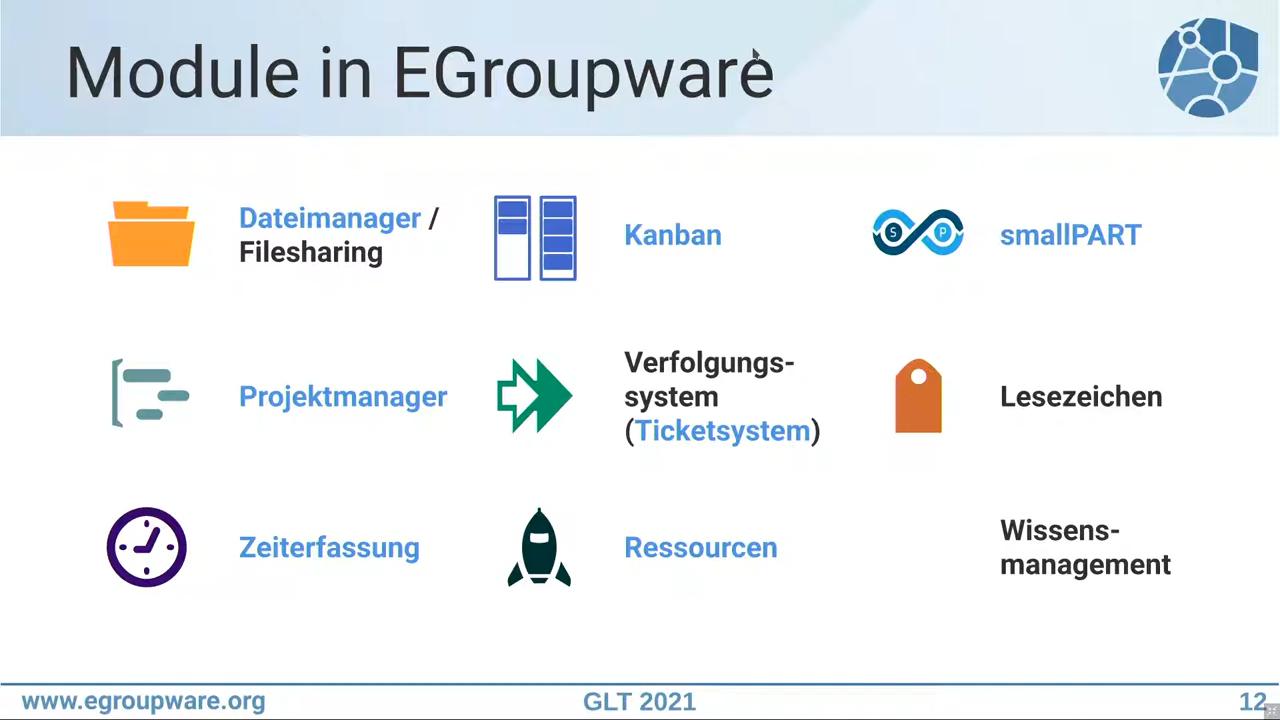 Module in EGroupware
Dateimanager /
Filesharing
Kanban
S P
smallPART
Projektmanager
Verfolgungs-
system
(Ticketsystem)
Lesezeichen
Zeiterfassung
Ressourcen
Wissens-
management
www.egroupware.org
GLT 2021
12